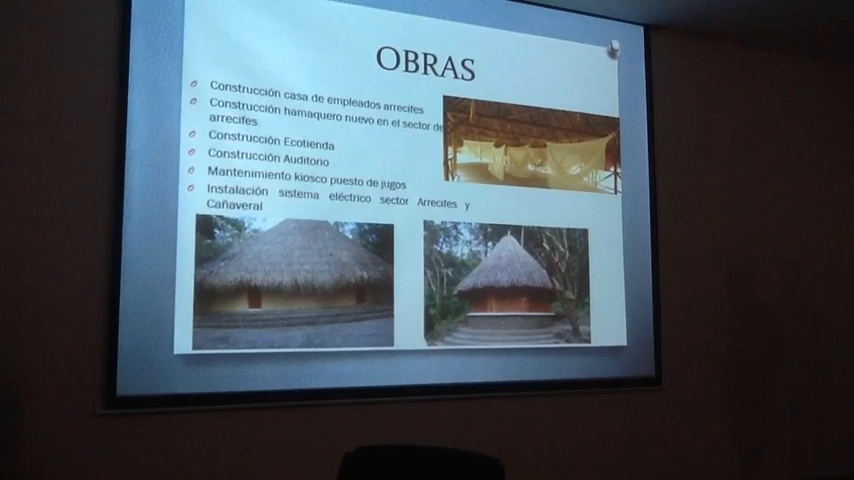 OBRAS
Construcción casa de empleados arrecifes
Construcción hamaquero nuevo en el sector de
arrecifes.
Construcción Ecotienda
Construcción Auditorio
Mantenimiento kiosco puesto de jugos
Instalación sistema eléctrico sector Arrecifes y
Cañaveral